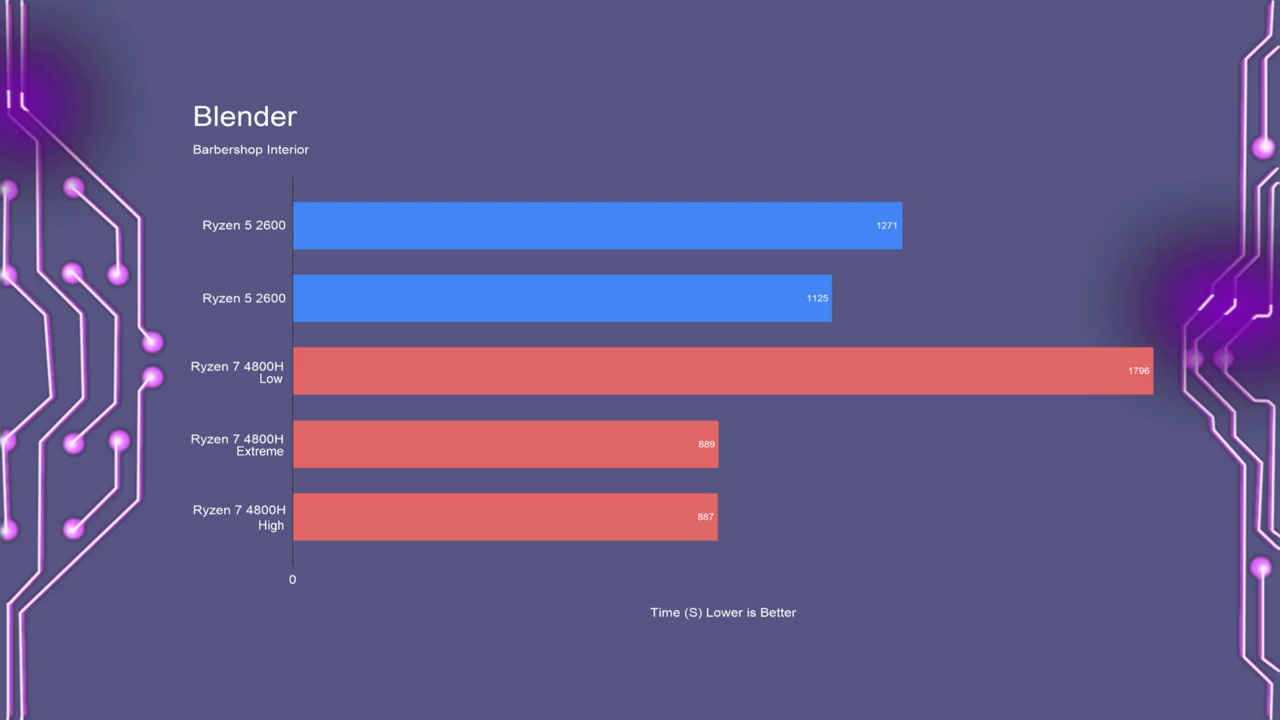 Blender
Barbershop Interior
Ryzen 5 2600
1271
Ryzen 5 2600
1125
Ryzen 7 4800H
Low
1796
Ryzen 7 4800H
Extreme
889
Ryzen 7 4800H
High
887
0
Time (S) Lower is Better